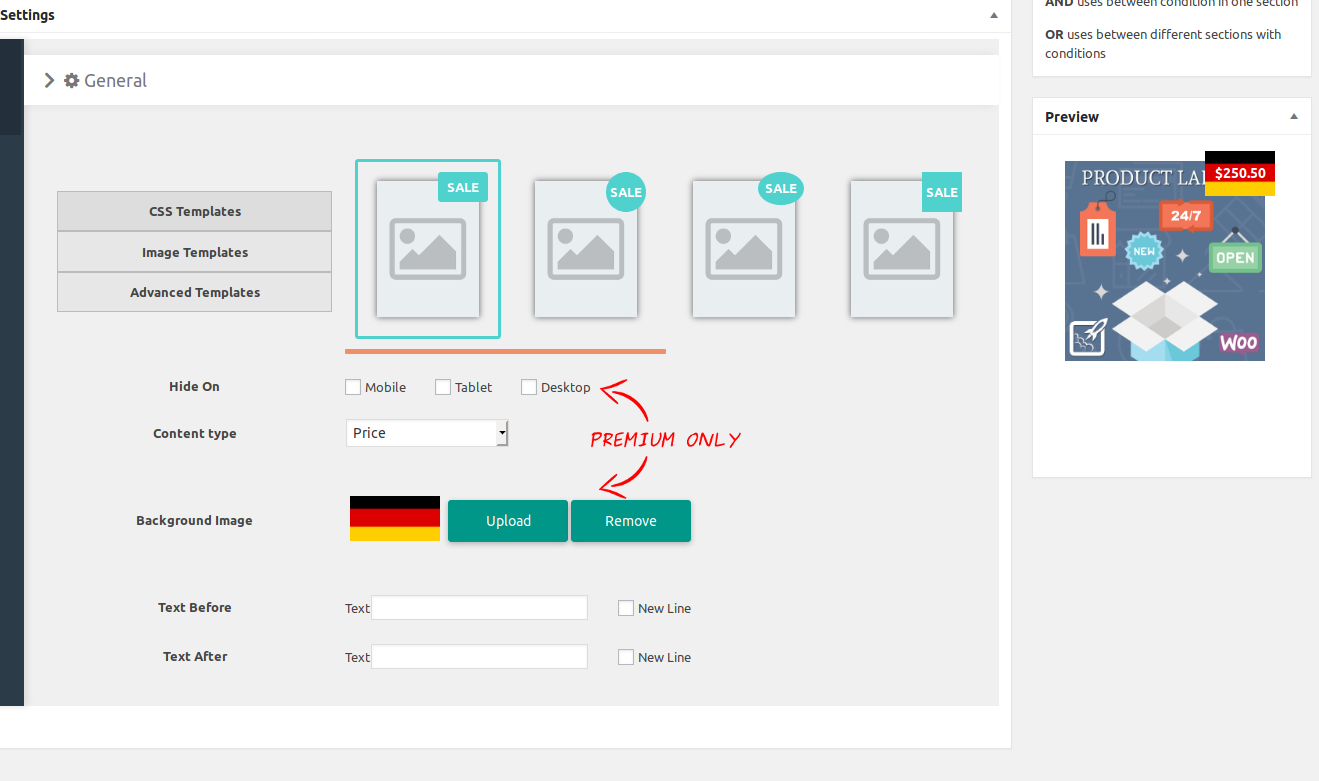 Settings
AND uses between condition in one section
OR uses between different sections with
conditions
General
Preview
CSS Templates
Image Templates
Advanced Templates
SALE
SALE
SALE
SALE
PRODUCT LA
$250.50
24/7
NEW
OPEN
WOO
Hide On
Mobile
Tablet
Desktop
Content type
Price
PREMIUM ONLY
Background Image
Upload
Remove
Text Before
Text
New Line
Text After
Text
New Line